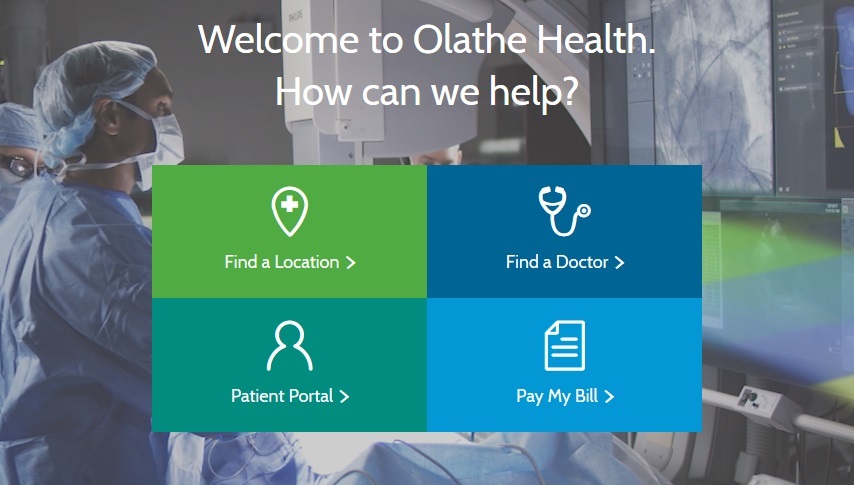 Welcome to Olathe Health.
How can we help?
Find a Location >
Find a Doctor >
Patient Portal >
Pay My Bill >